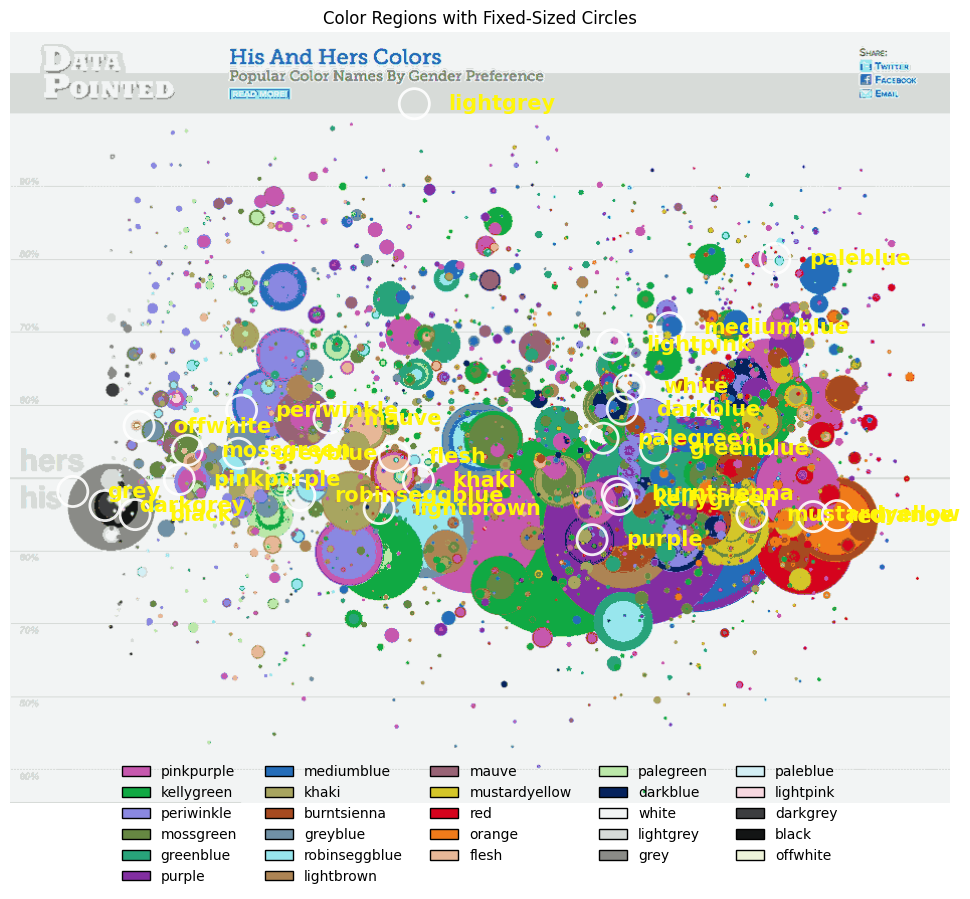 Color Regions with Fixed-Sized Circles
DATA
POINTED
His And Hers Colors
Popular Color Names By Gender Preference
READ MORE!
SHARE:
TWITTER
FACEBOOK
EMAIL
lightgrey
90%
80%
paleblue
70%
mediumblue
lightpink
white
60%
periwinkle
darkblue
mauve
offwhite
palegreen
mossgreen
greyblue
greenblue
hers
flesh
pinkpurple
khaki
his
grey
robinseggblue
burntsienna
kellygreen
darkgrey
lightbrown
black
mustardyellow
red
orange
purple
60%
70%
80%
90%
pinkpurple
kellygreen
periwinkle
mossgreen
greenblue
purple
mediumblue
khaki
burntsienna
greyblue
robinseggblue
lightbrown
mauve
mustardyellow
red
orange
flesh
palegreen
darkblue
white
lightgrey
grey
paleblue
lightpink
darkgrey
black
offwhite